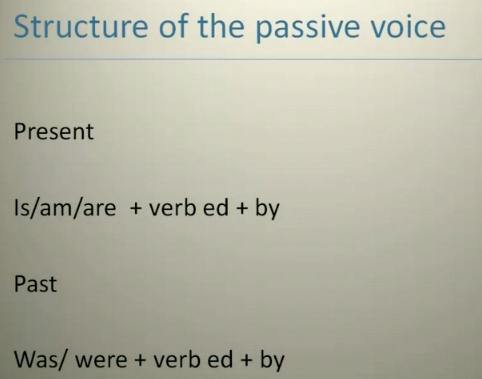 Structure of the passive voice
Present
Is/am/are + verb ed + by
Past
Was/ were + verb ed + by